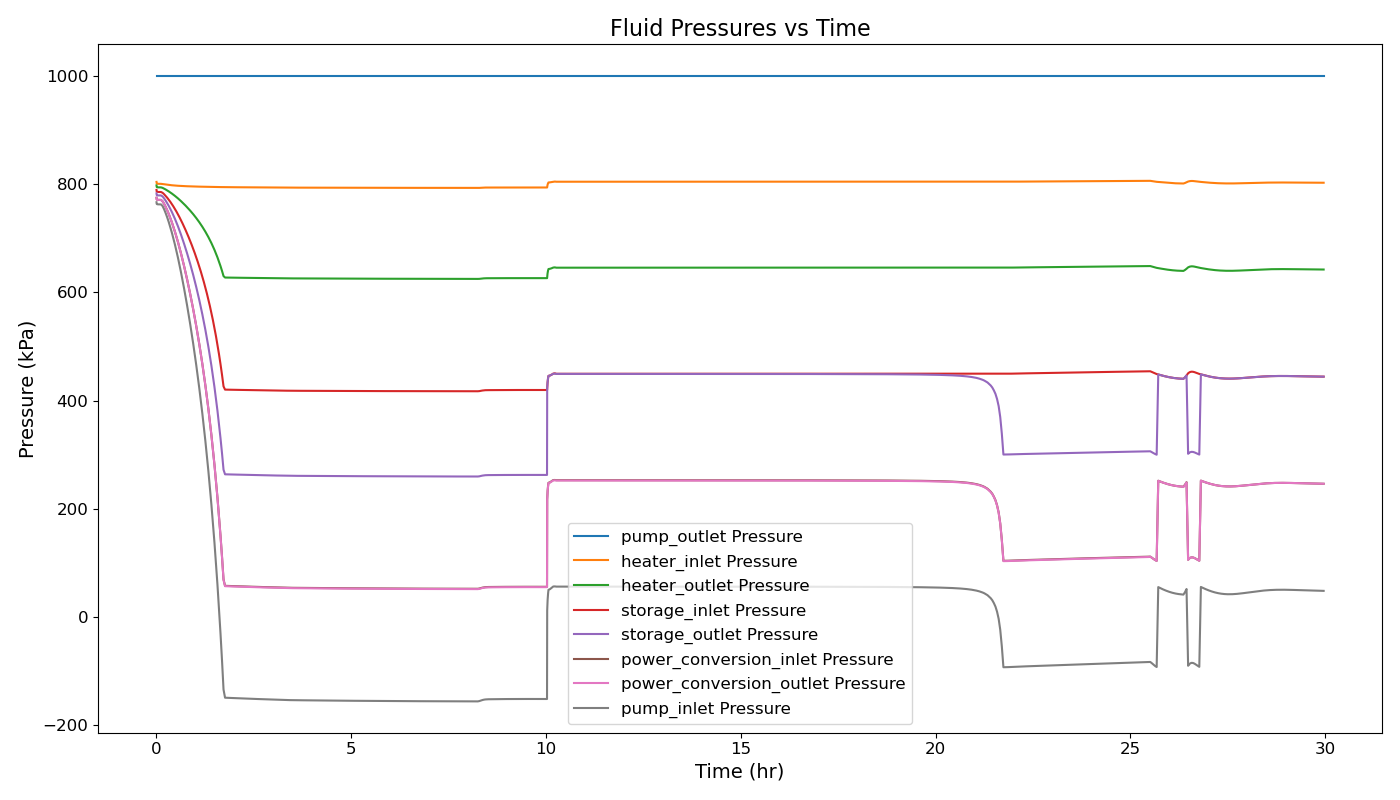 Fluid Pressures vs Time
Pressure (kPa)
1000
800
600
400
200
0
−200
pump_outlet Pressure
heater_inlet Pressure
heater_outlet Pressure
storage_inlet Pressure
storage_outlet Pressure
power_conversion_inlet Pressure
power_conversion_outlet Pressure
pump_inlet Pressure
0 5 10 15 20 25 30
Time (hr)